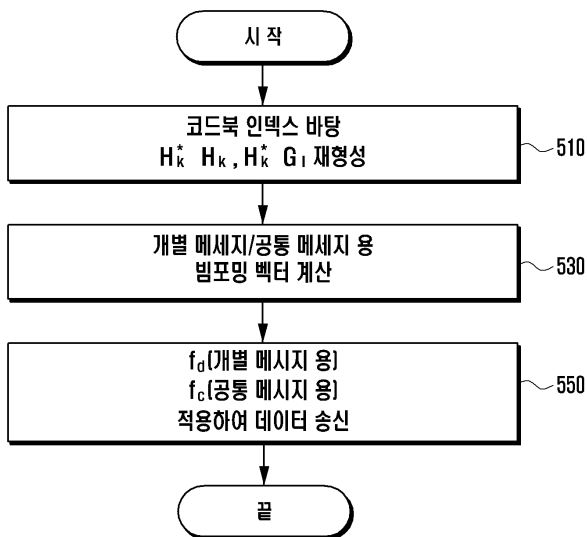 시 작
코드북 인덱스 바탕
H*k Hk , H*k Gl 재형성
510
개별 메세지/공통 메세지 용
빔포밍 벡터 계산
530
fd(개별 메시지 용)
fc(공통 메시지 용)
적용하여 데이터 송신
550
끝